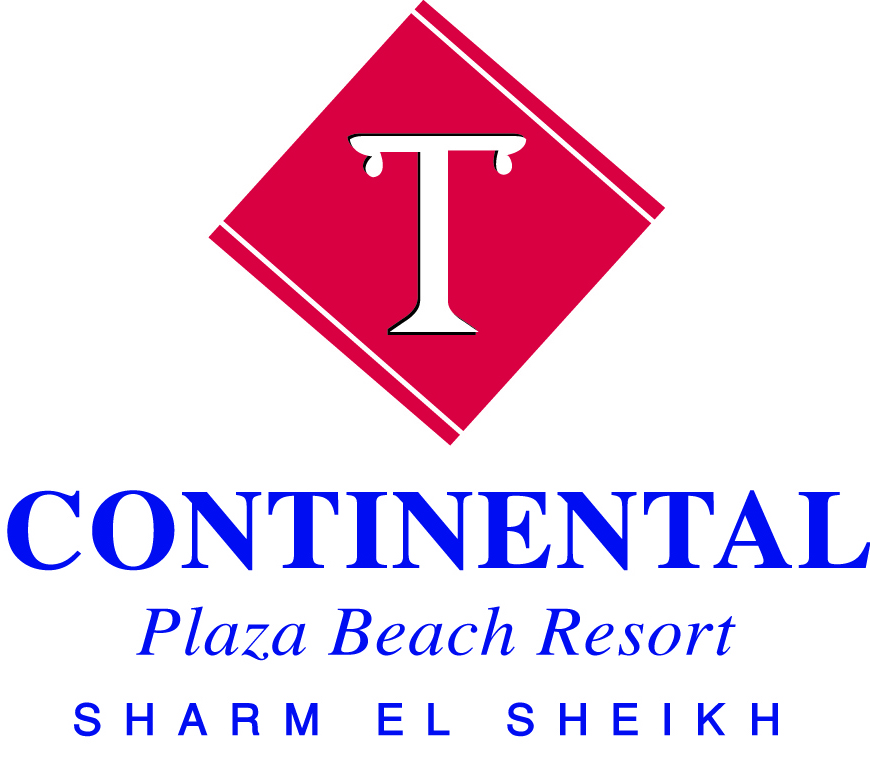 T
CONTINENTAL
Plaza Beach Resort
SHARM EL SHEIKH